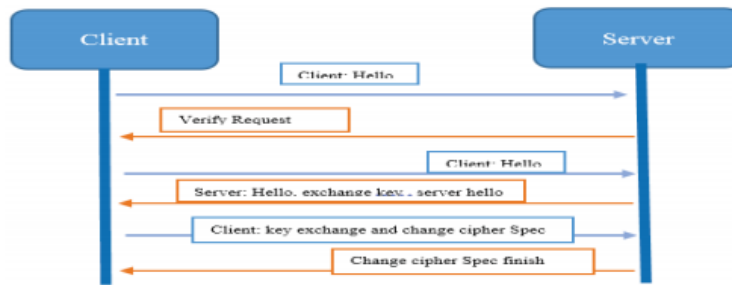 Client
Server
Client: Hello
Verify Request
Client: Hello
Server: Hello, exchange key , server hello
Client: key exchange and change cipher Spec
Change cipher Spec finish